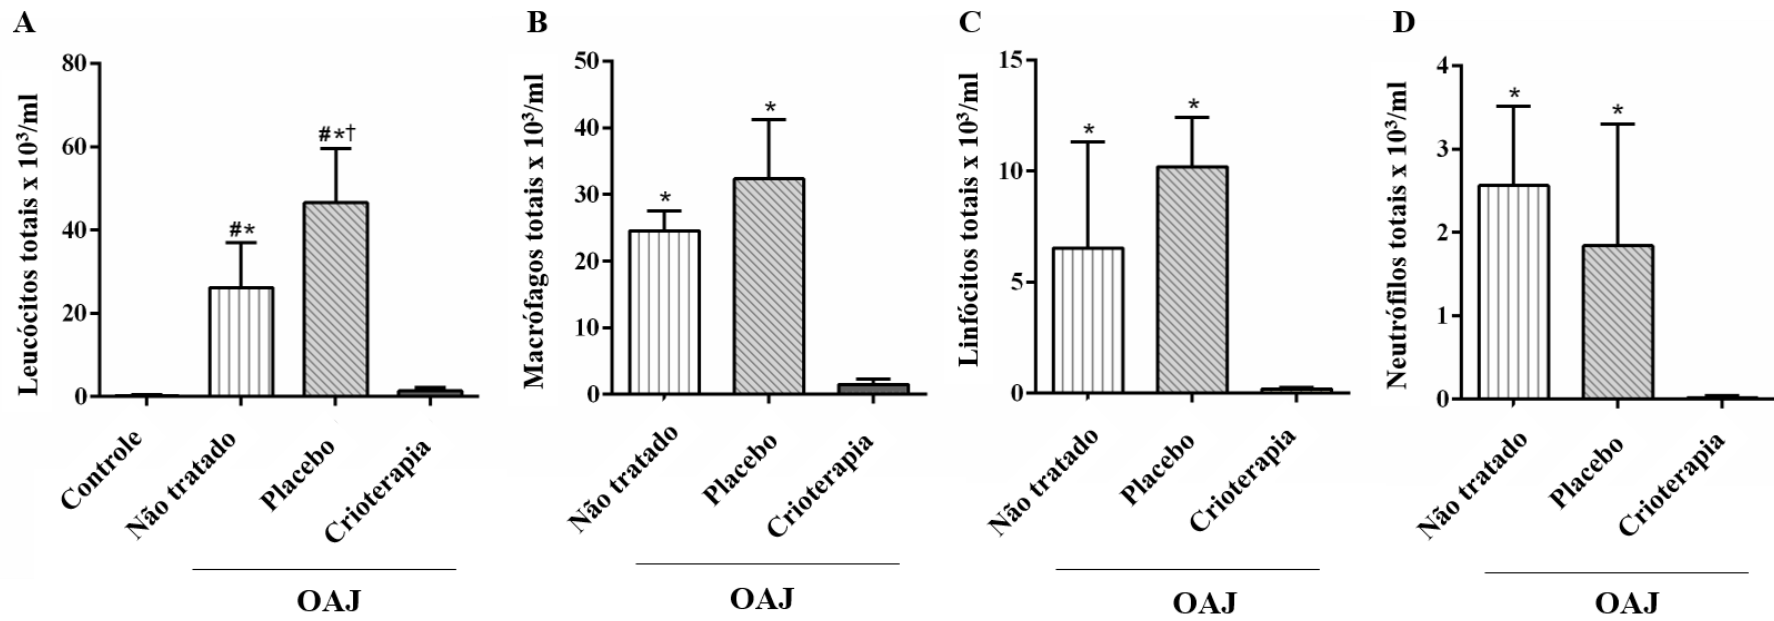 A
Leucócitos totais x 10³/ml
80
60
40
20
0
#*
#*†
Controle
Não tratado
Placebo
Crioterapia
OAJ
B
Macrófagos totais x 10³/ml
50
40
30
20
10
0
*
*
Não tratado
Placebo
Crioterapia
OAJ
C
Linfócitos totais x 10³/ml
15
10
5
0
*
*
Não tratado
Placebo
Crioterapia
OAJ
D
Neutrófilos totais x 10³/ml
4
3
2
1
0
*
*
Não tratado
Placebo
Crioterapia
OAJ